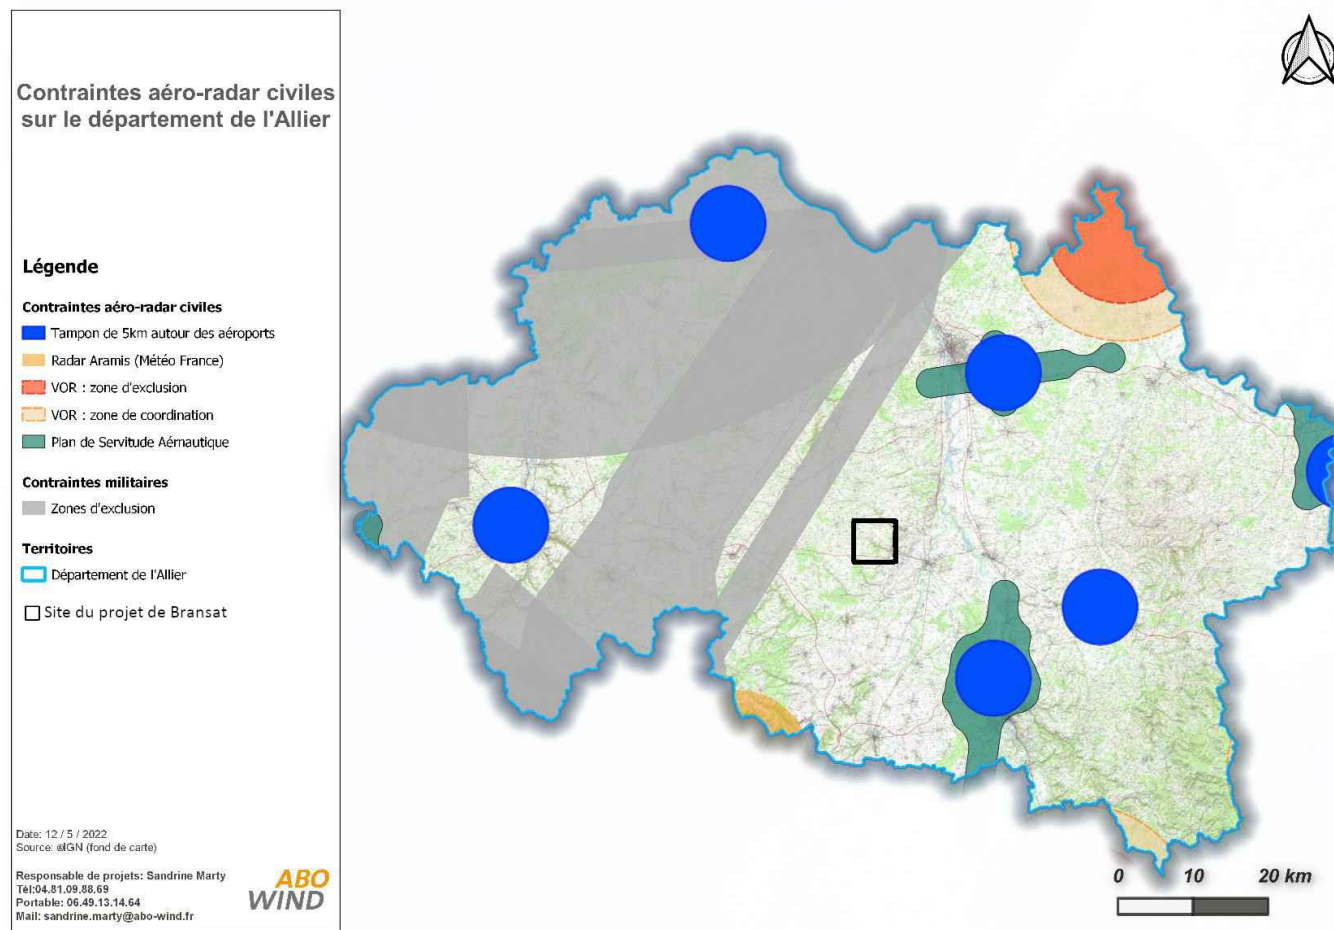 Contraintes aéro-radar civiles
sur le département de l'Allier
Légende
Contraintes aéro-radar civiles
Tampon de 5km autour des aéroports
Radar Aramis (Météo France)
VOR : zone d'exclusion
VOR : zone de coordination
Plan de Servitude Aérnautique
Contraintes militaires
Zones d'exclusion
Territoires
Département de l'Allier
Site du projet de Bransat
Date: 12 / 5 / 2022
Source: @IGN (fond de carte)
Responsable de projets: Sandrine Marty
Tél:04.81.09.88.69
Portable: 06.49.13.14.64
Mail: sandrine.marty@abo-wind.fr
ABO
WIND
0 10 20 km